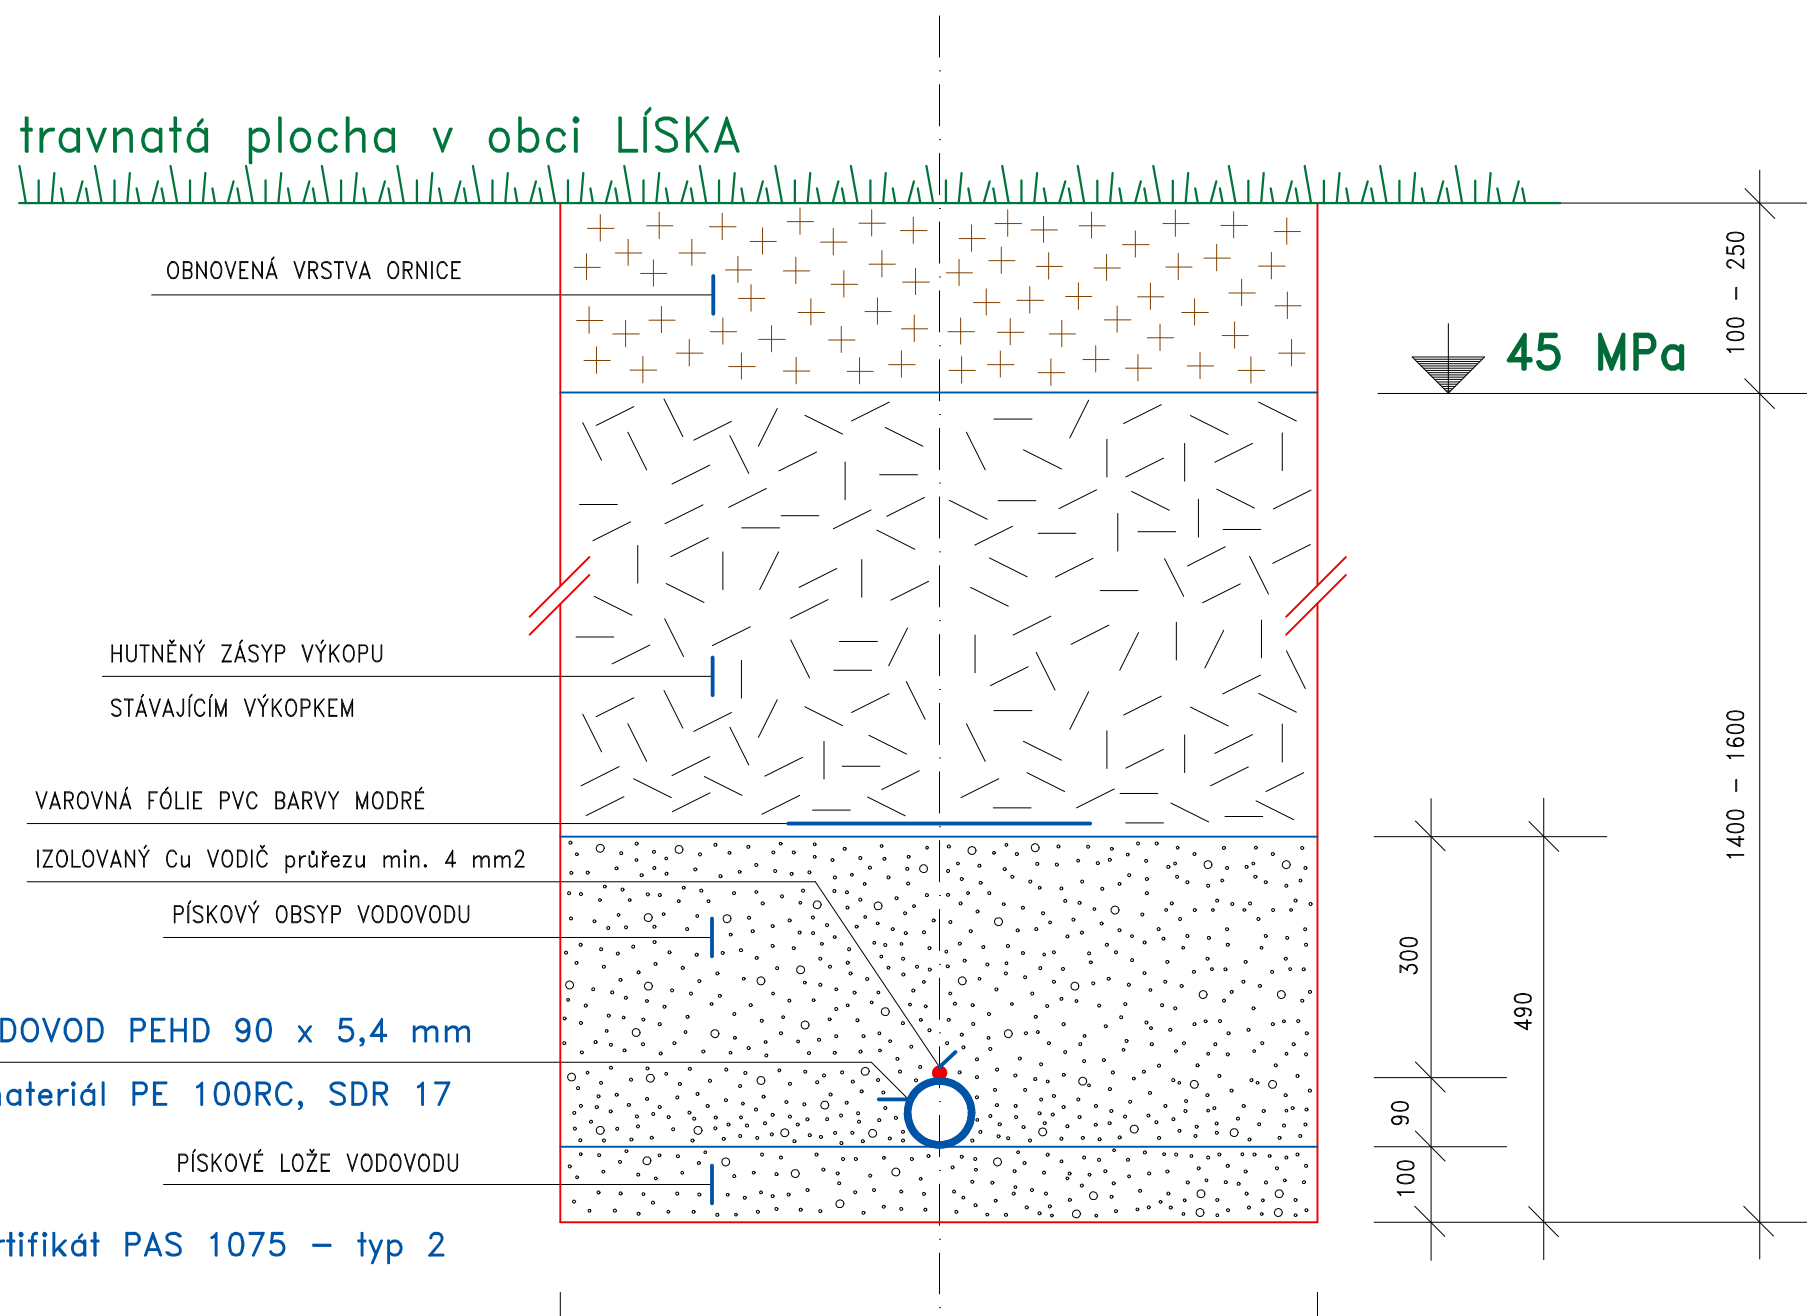 travnatá plocha v obci LÍSKA
OBNOVENÁ VRSTVA ORNICE
100 - 250
45 MPa
HUTNĚNÝ ZÁSYP VÝKOPU
STÁVAJÍCÍM VÝKOPKEM
1400 - 1600
VAROVNÁ FÓLIE PVC BARVY MODRÉ
IZOLOVANÝ Cu VODIČ průřezu min. 4 mm2
PÍSKOVÝ OBSYP VODOVODU
300
490
DOVOD PEHD 90 x 5,4 mm
materiál PE 100RC, SDR 17
90
PÍSKOVÉ LOŽE VODOVODU
100
rtifikát PAS 1075 - typ 2